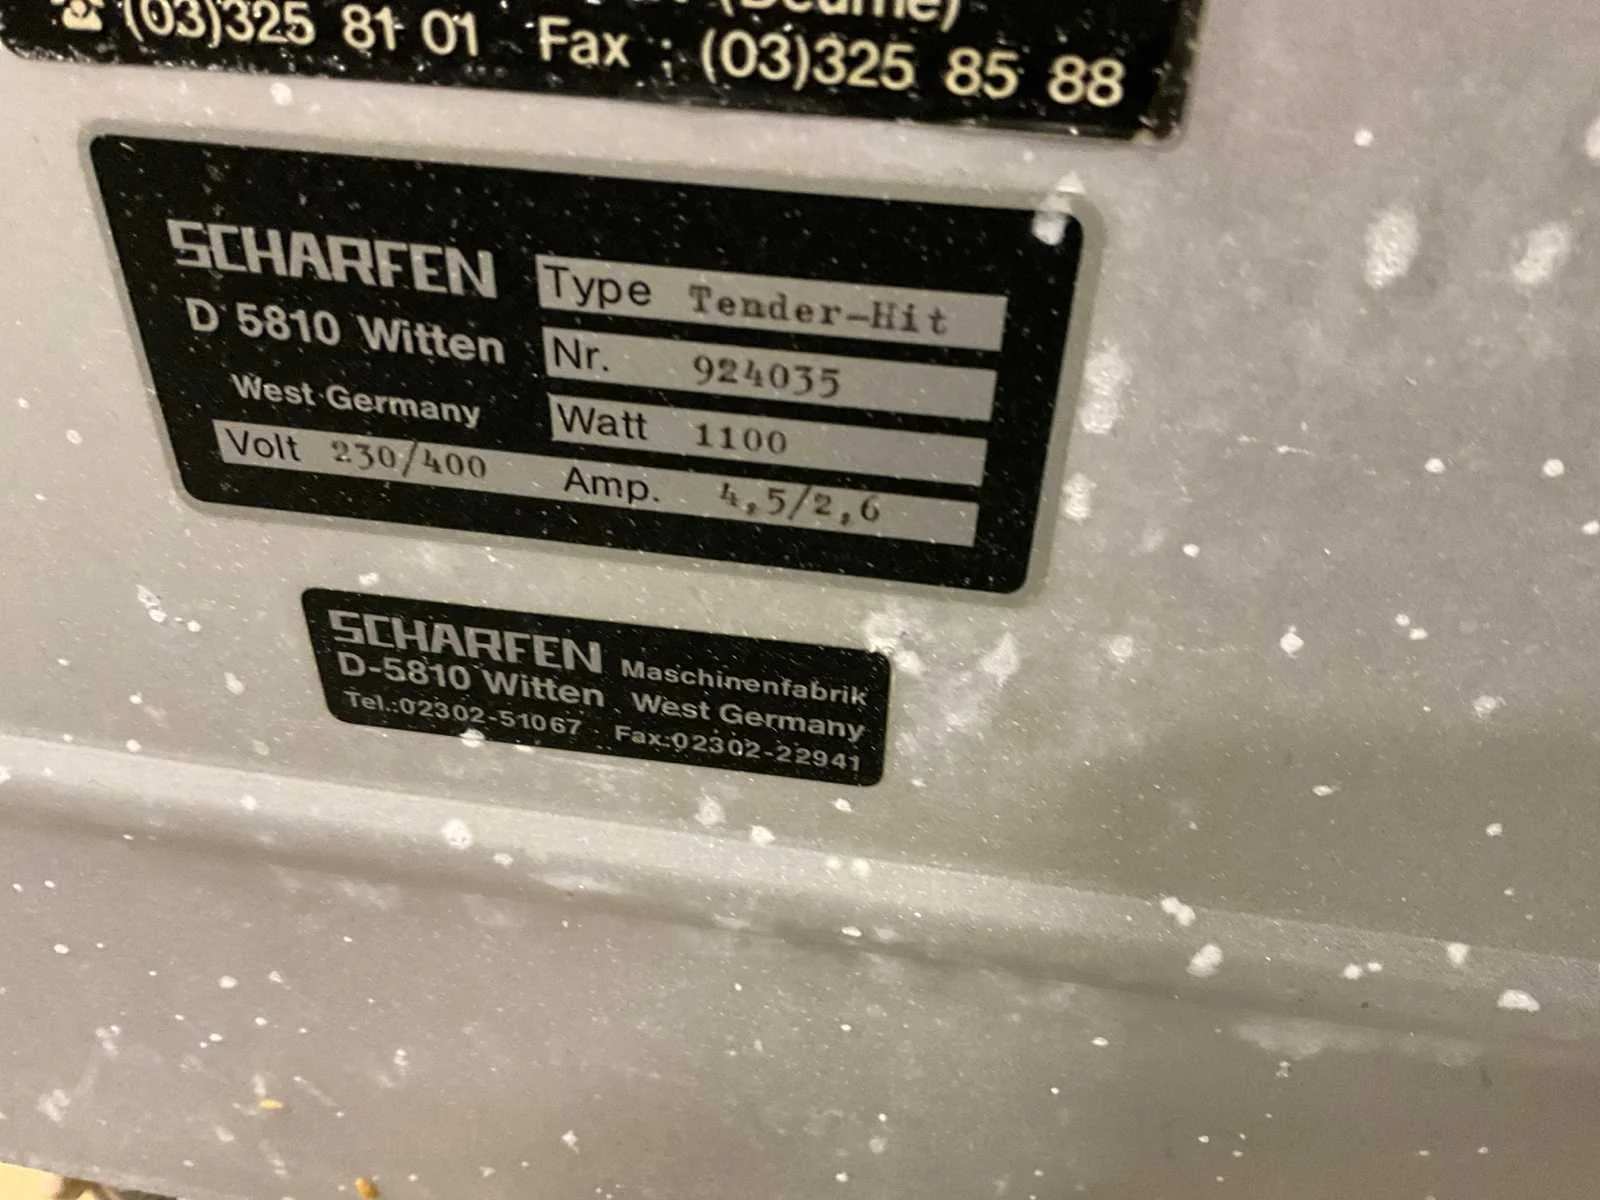 (Deurne)
(03)325 81 01 Fax : (03)325 85 88
SCHARFEN
D 5810 Witten
West Germany
Type Tender-Hit
Nr. 924035
Watt 1100
Volt 230/400 Amp. 4,5/2,6
SCHARFEN Maschinenfabrik
D-5810 Witten West Germany
Tel.:02302-51067 Fax:02302-22941